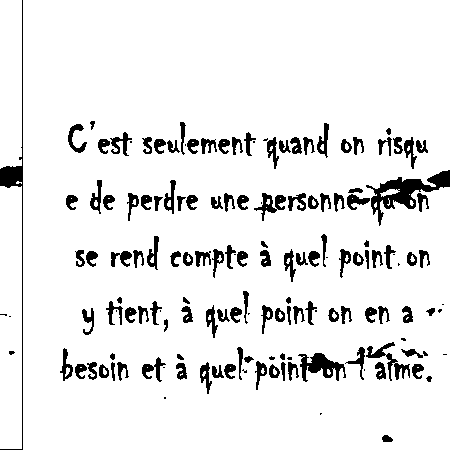 C'est seulement quand on risqu
e de perdre une personne qu'on
se rend compte à quel point on
y tient, à quel point on en a
besoin et à quel point on l'aime.